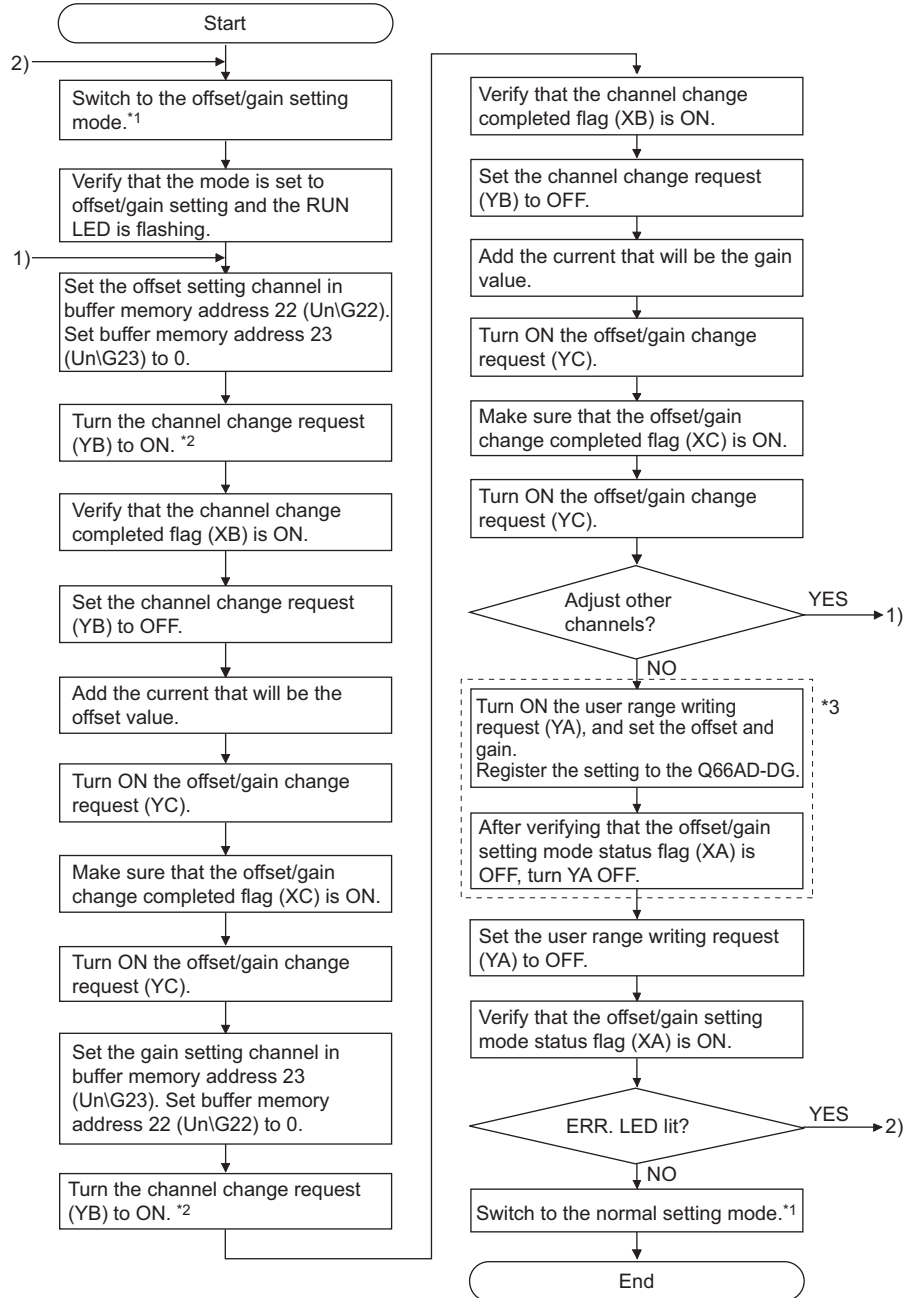 Start
2)
Switch to the offset/gain setting
mode.*1
Verify that the mode is set to
offset/gain setting and the RUN
LED is flashing.
1)
Set the offset setting channel in
buffer memory address 22 (Un\G22).
Set buffer memory address 23
(Un\G23) to 0.
Turn the channel change request
(YB) to ON. *2
Verify that the channel change
completed flag (XB) is ON.
Set the channel change request
(YB) to OFF.
Add the current that will be the
offset value.
Turn ON the offset/gain change
request (YC).
Make sure that the offset/gain
change completed flag (XC) is ON.
Turn ON the offset/gain change
request (YC).
Set the gain setting channel in
buffer memory address 23
(Un\G23). Set buffer memory
address 22 (Un\G22) to 0.
Turn the channel change request
(YB) to ON. *2
Verify that the channel change
completed flag (XB) is ON.
Set the channel change request
(YB) to OFF.
Add the current that will be the gain
value.
Turn ON the offset/gain change
request (YC).
Make sure that the offset/gain
change completed flag (XC) is ON.
Turn ON the offset/gain change
request (YC).
Adjust other
channels?
YES
1)
NO
Turn ON the user range writing
request (YA), and set the offset and
gain.
Register the setting to the Q66AD-DG.
*3
After verifying that the offset/gain
setting mode status flag (XA) is
OFF, turn YA OFF.
Set the user range writing request
(YA) to OFF.
Verify that the offset/gain setting
mode status flag (XA) is ON.
ERR. LED lit?
YES
2)
NO
Switch to the normal setting mode.*1
End